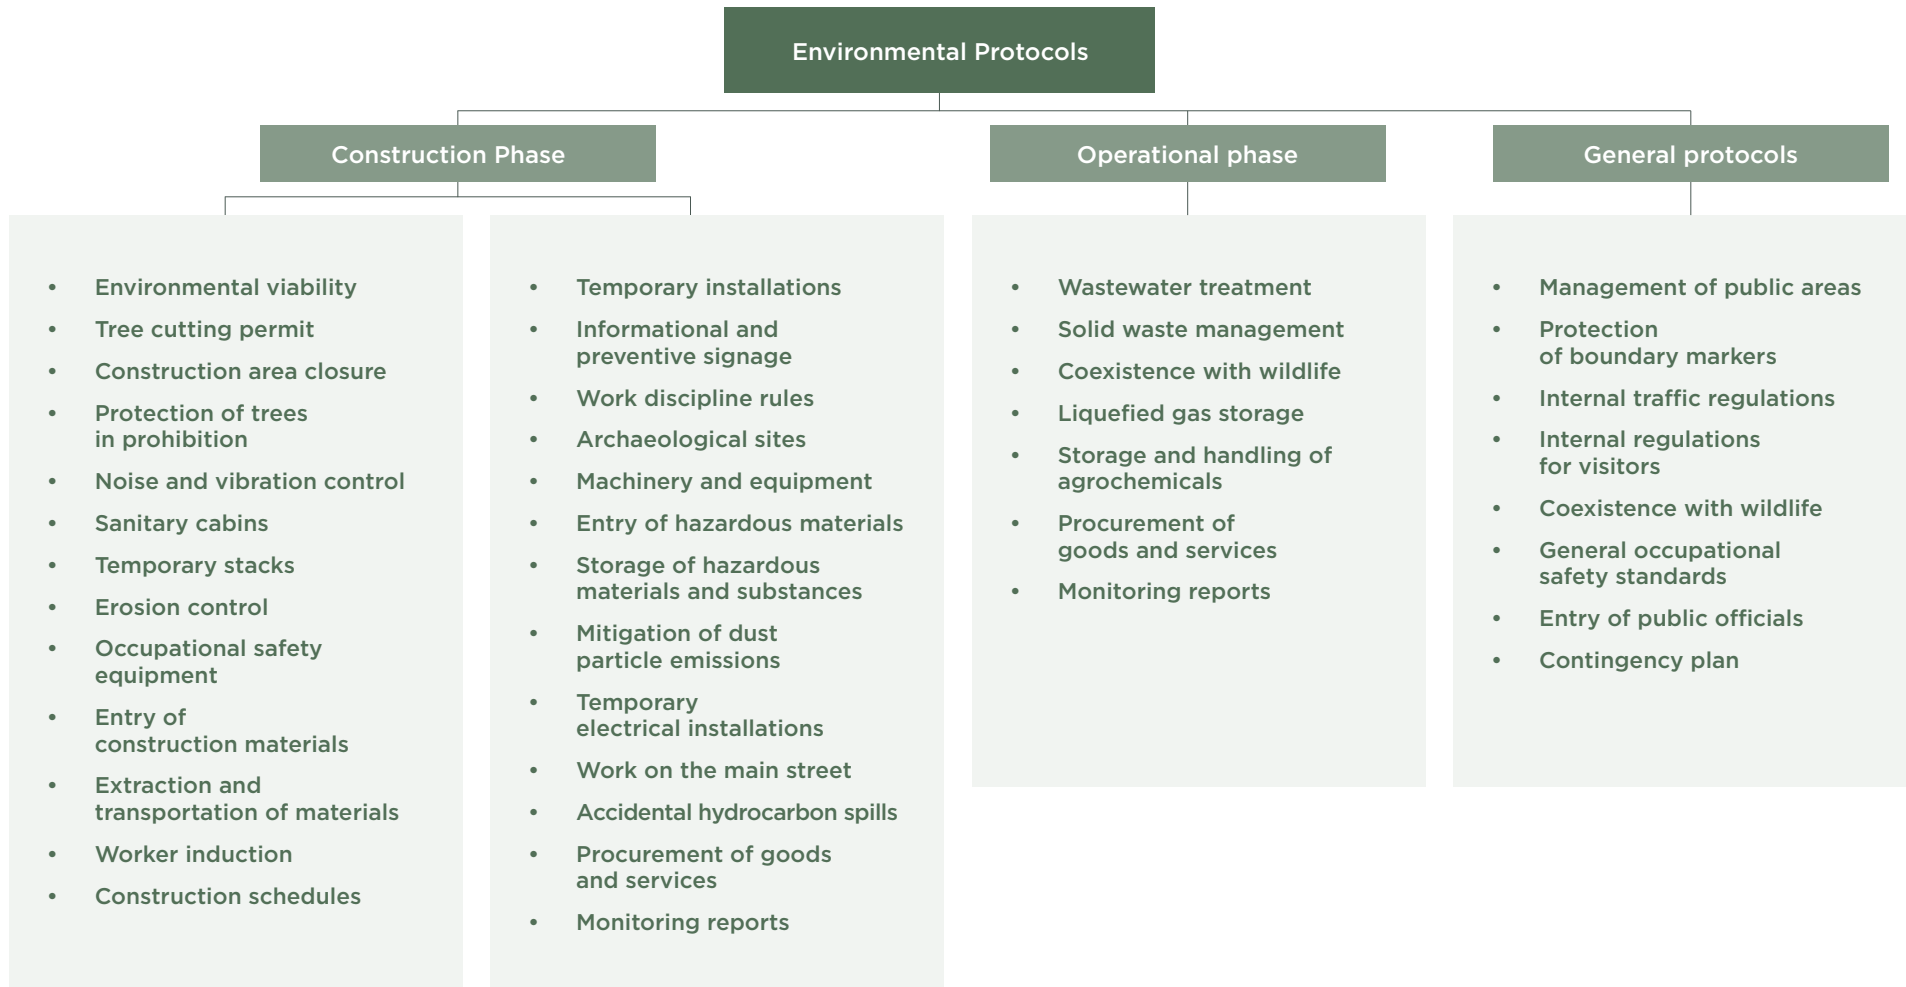 Environmental Protocols
Construction Phase
Operational phase
General protocols
• Environmental viability
• Tree cutting permit
• Construction area closure
• Protection of trees
in prohibition
• Noise and vibration control
• Sanitary cabins
• Temporary stacks
• Erosion control
• Occupational safety
equipment
• Entry of
construction materials
• Extraction and
transportation of materials
• Worker induction
• Construction schedules
• Temporary installations
• Informational and
preventive signage
• Work discipline rules
• Archaeological sites
• Machinery and equipment
• Entry of hazardous materials
• Storage of hazardous
materials and substances
• Mitigation of dust
particle emissions
• Temporary
electrical installations
• Work on the main street
• Accidental hydrocarbon spills
• Procurement of goods
and services
• Monitoring reports
• Wastewater treatment
• Solid waste management
• Coexistence with wildlife
• Liquefied gas storage
• Storage and handling of
agrochemicals
• Procurement of
goods and services
• Monitoring reports
• Management of public areas
• Protection
of boundary markers
• Internal traffic regulations
• Internal regulations
for visitors
• Coexistence with wildlife
• General occupational
safety standards
• Entry of public officials
• Contingency plan